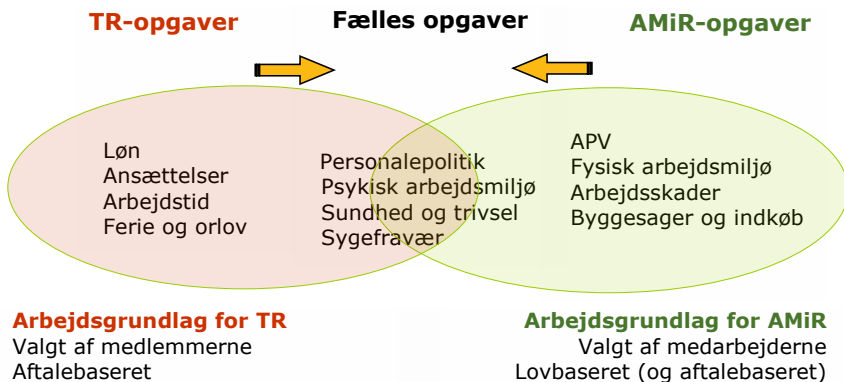 TR-opgaver
Fælles opgaver
AMiR-opgaver
Løn
Ansættelser
Arbejdstid
Ferie og orlov
Personalepolitik
Psykisk arbejdsmiljø
Sundhed og trivsel
Sygefravær
APV
Fysisk arbejdsmiljø
Arbejdsskader
Byggesager og indkøb
Arbejdsgrundlag for TR
Valgt af medlemmerne
Aftalebaseret
Arbejdsgrundlag for AMiR
Valgt af medarbejderne
Lovbaseret (og aftalebaseret)